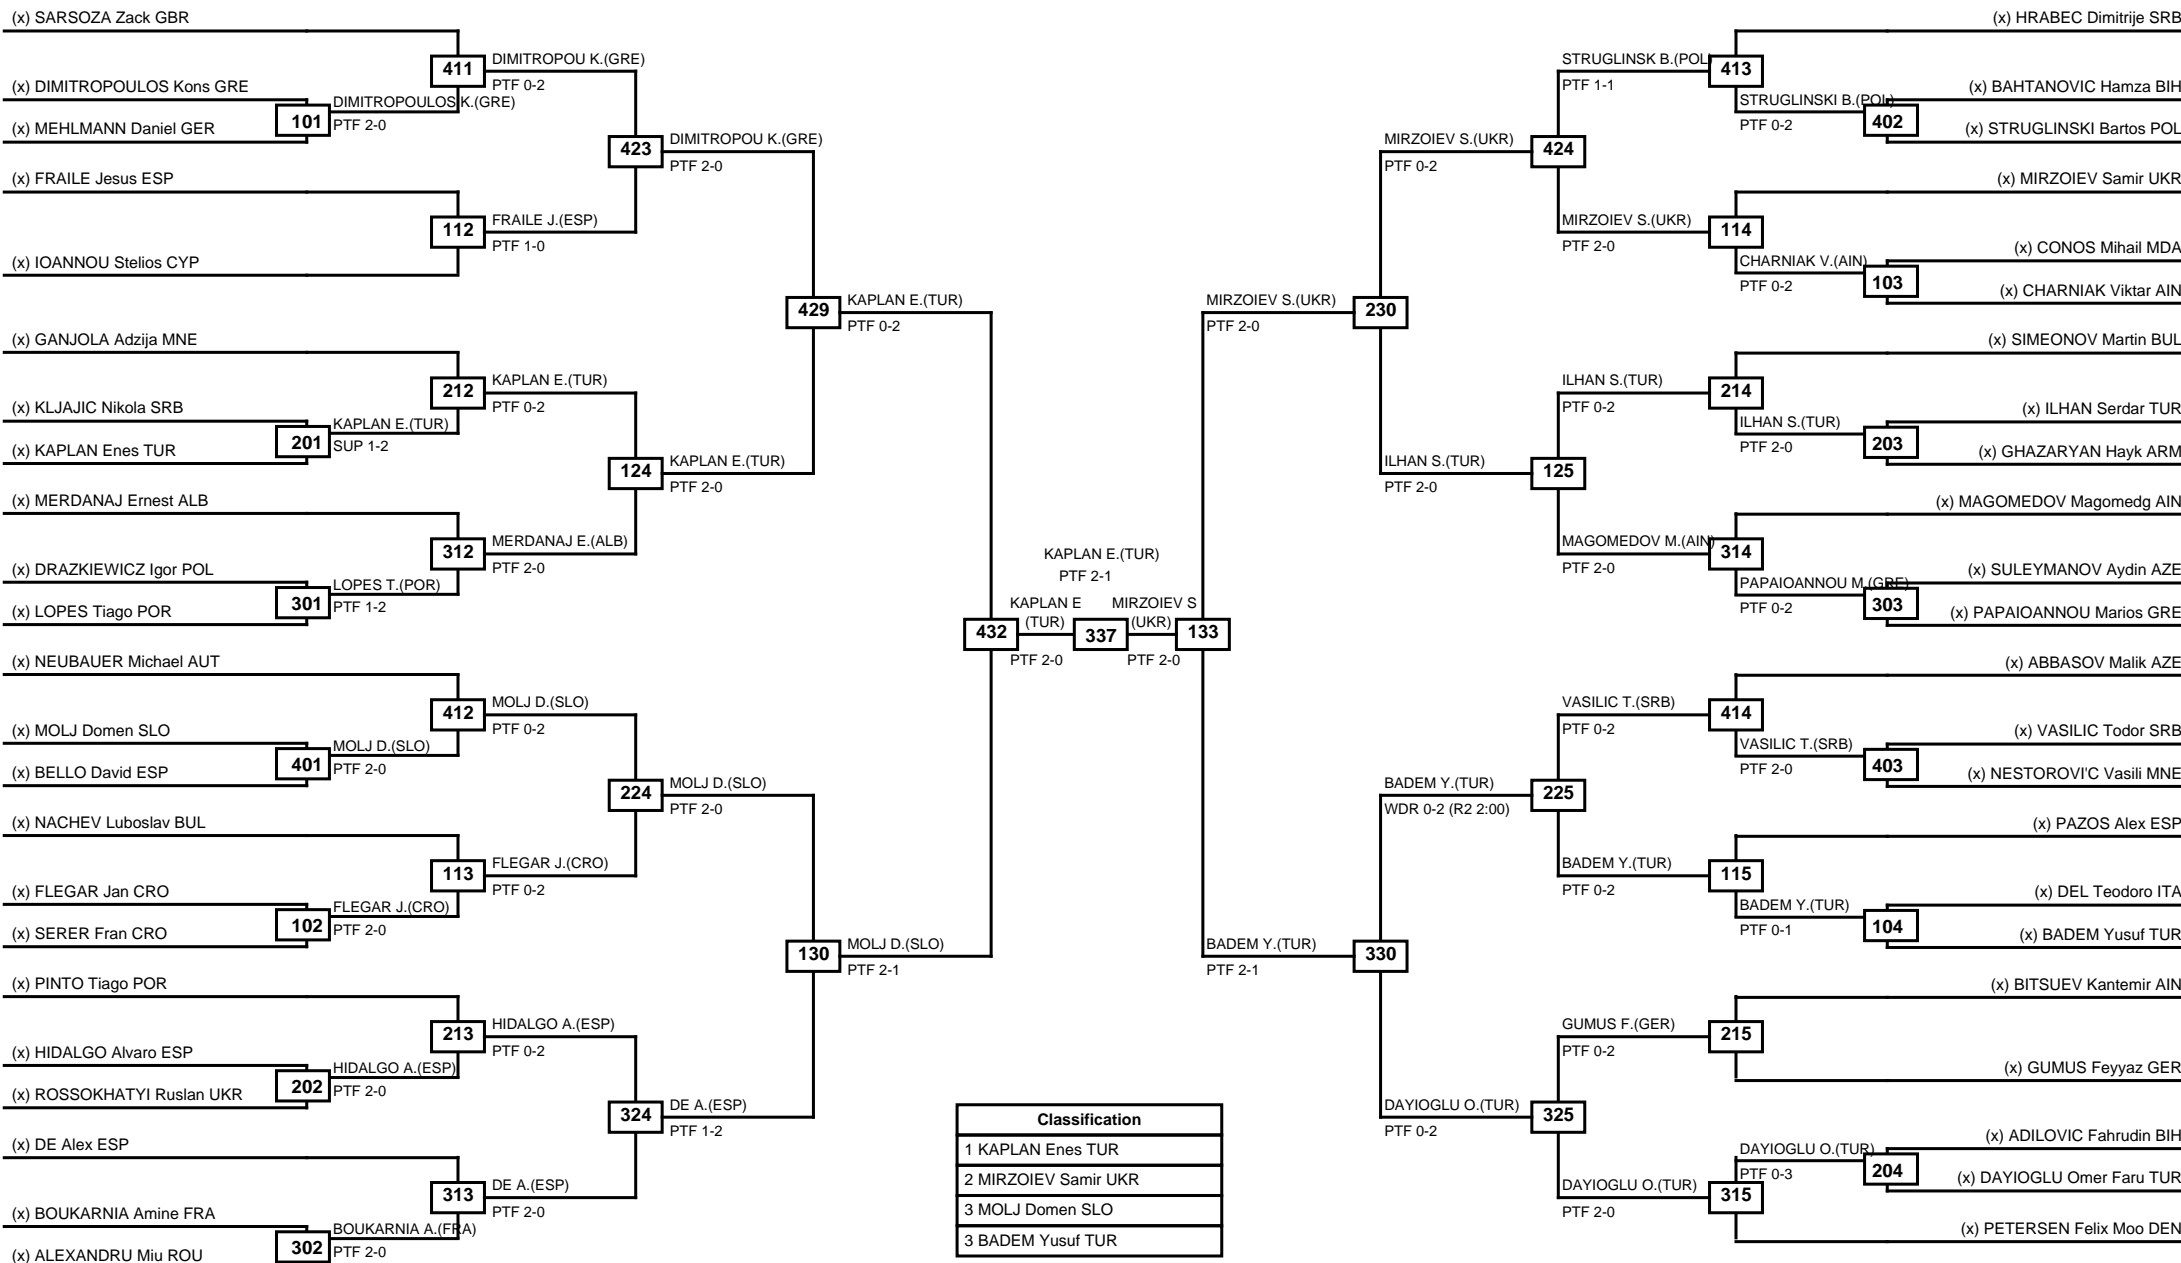 (x) SARSOZA Zack GBR
(x) DIMITROPOULOS Kons GRE
(x) MEHLMANN Daniel GER
(x) FRAILE Jesus ESP
(x) IOANNOU Stelios CYP
(x) GANJOLA Adzija MNE
(x) KLJAJIC Nikola SRB
(x) KAPLAN Enes TUR
(x) MERDANAJ Ernest ALB
(x) DRAZKIEWICZ Igor POL
(x) LOPES Tiago POR
(x) NEUBAUER Michael AUT
(x) MOLJ Domen SLO
(x) BELLO David ESP
(x) NACHEV Luboslav BUL
(x) FLEGAR Jan CRO
(x) SERER Fran CRO
(x) PINTO Tiago POR
(x) HIDALGO Alvaro ESP
(x) ROSSOKHATYI Ruslan UKR
(x) DE Alex ESP
(x) BOUKARNIA Amine FRA
(x) ALEXANDRU Miu ROU
101
DIMITROPOULOS K.(GRE)
PTF 2-0
201
KAPLAN E.(TUR)
SUP 1-2
301
LOPES T.(POR)
PTF 1-2
401
MOLJ D.(SLO)
PTF 2-0
102
FLEGAR J.(CRO)
PTF 2-0
202
HIDALGO A.(ESP)
PTF 2-0
302
BOUKARNIA A.(FRA)
PTF 2-0
411
DIMITROPOU K.(GRE)
PTF 0-2
112
FRAILE J.(ESP)
PTF 1-0
212
KAPLAN E.(TUR)
PTF 0-2
312
MERDANAJ E.(ALB)
PTF 2-0
412
MOLJ D.(SLO)
PTF 0-2
113
FLEGAR J.(CRO)
PTF 0-2
213
HIDALGO A.(ESP)
PTF 0-2
313
DE A.(ESP)
PTF 2-0
423
DIMITROPOU K.(GRE)
PTF 2-0
124
KAPLAN E.(TUR)
PTF 2-0
224
MOLJ D.(SLO)
PTF 2-0
324
DE A.(ESP)
PTF 1-2
429
KAPLAN E.(TUR)
PTF 0-2
130
MOLJ D.(SLO)
PTF 2-1
KAPLAN E.(TUR)
PTF 2-1
432
KAPLAN E
(TUR)
PTF 2-0
337
MIRZOIEV S
(UKR)
PTF 2-0
133
Classification
1 KAPLAN Enes TUR
2 MIRZOIEV Samir UKR
3 MOLJ Domen SLO
3 BADEM Yusuf TUR
MIRZOIEV S.(UKR)
PTF 2-0
230
BADEM Y.(TUR)
PTF 2-1
330
MIRZOIEV S.(UKR)
PTF 0-2
424
ILHAN S.(TUR)
PTF 2-0
125
BADEM Y.(TUR)
WDR 0-2 (R2 2:00)
225
DAYIOGLU O.(TUR)
PTF 0-2
325
STRUGLINSK B.(POL)
PTF 1-1
413
MIRZOIEV S.(UKR)
PTF 2-0
114
ILHAN S.(TUR)
PTF 0-2
214
MAGOMEDOV M.(AIN)
PTF 2-0
314
VASILIC T.(SRB)
PTF 0-2
414
BADEM Y.(TUR)
PTF 0-2
115
GUMUS F.(GER)
PTF 0-2
215
DAYIOGLU O.(TUR)
PTF 2-0
315
STRUGLINSKI B.(POL)
PTF 0-2
402
CHARNIAK V.(AIN)
PTF 0-2
103
ILHAN S.(TUR)
PTF 2-0
203
PAPAIOANNOU M.(GRE)
PTF 0-2
303
VASILIC T.(SRB)
PTF 2-0
403
BADEM Y.(TUR)
PTF 0-1
104
DAYIOGLU O.(TUR)
PTF 0-3
204
(x) HRABEC Dimitrije SRB
(x) BAHTANOVIC Hamza BIH
(x) STRUGLINSKI Bartos POL
(x) MIRZOIEV Samir UKR
(x) CONOS Mihail MDA
(x) CHARNIAK Viktar AIN
(x) SIMEONOV Martin BUL
(x) ILHAN Serdar TUR
(x) GHAZARYAN Hayk ARM
(x) MAGOMEDOV Magomedg AIN
(x) SULEYMANOV Aydin AZE
(x) PAPAIOANNOU Marios GRE
(x) ABBASOV Malik AZE
(x) VASILIC Todor SRB
(x) NESTOROVI'C Vasili MNE
(x) PAZOS Alex ESP
(x) DEL Teodoro ITA
(x) BADEM Yusuf TUR
(x) BITSUEV Kantemir AIN
(x) GUMUS Feyyaz GER
(x) ADILOVIC Fahrudin BIH
(x) DAYIOGLU Omer Faru TUR
(x) PETERSEN Felix Moo DEN